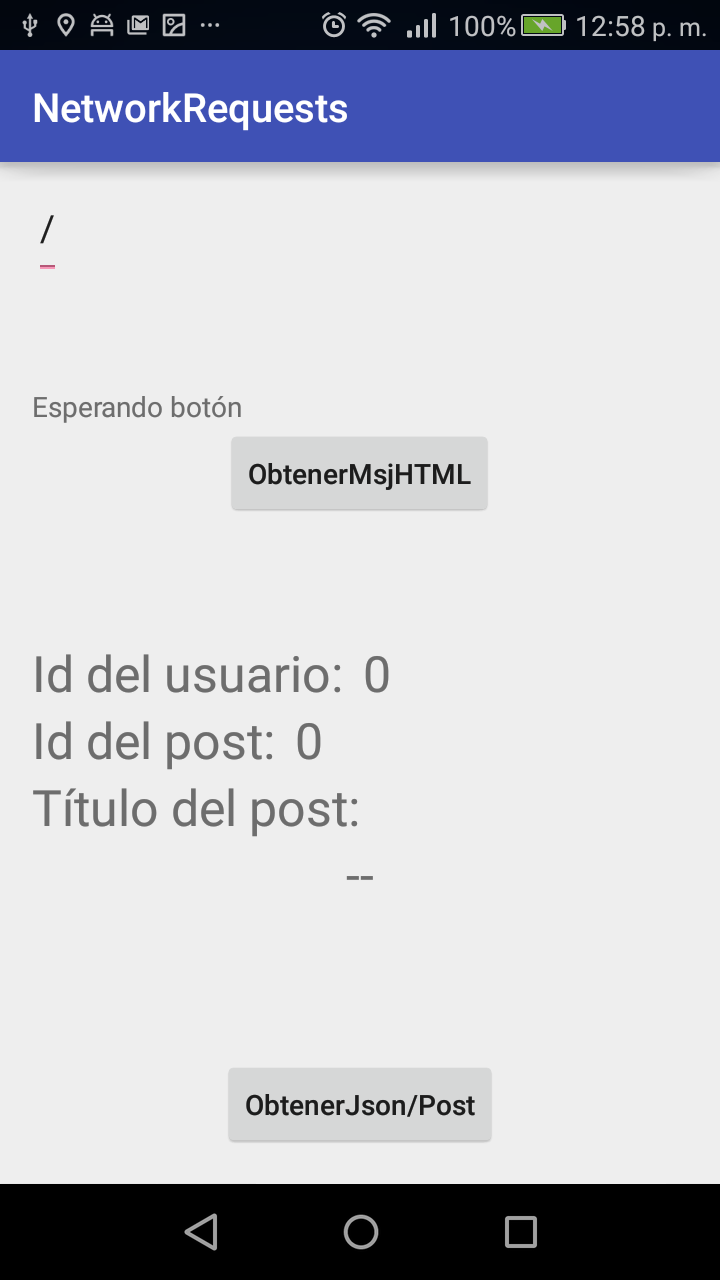 100% 12:58 p. m.
NetworkRequests
/
Esperando botón
ObtenerMsjHTML
Id del usuario: 0
Id del post: 0
Título del post:
--
ObtenerJson/Post